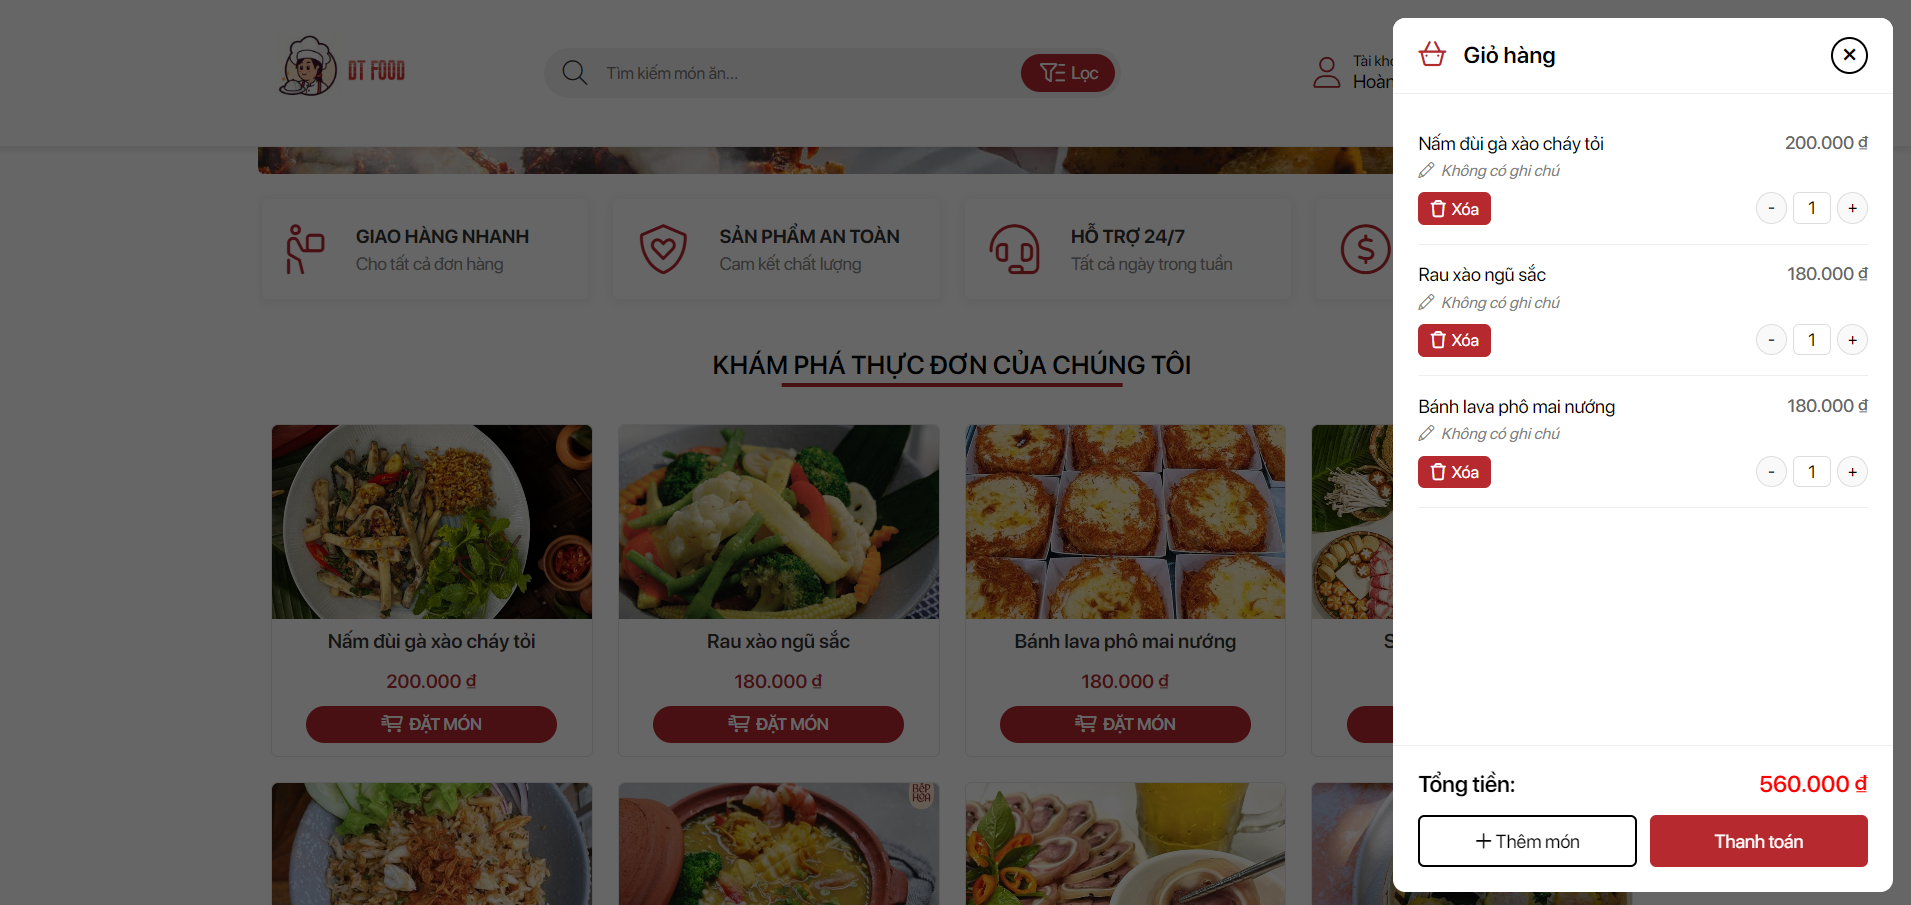 DT FOOD
Tìm kiếm món ăn...
Lọc
Tài kho
Hoàn
GIAO HÀNG NHANH
Cho tất cả đơn hàng
SẢN PHẨM AN TOÀN
Cam kết chất lượng
HỖ TRỢ 24/7
Tất cả ngày trong tuần
KHÁM PHÁ THỰC ĐƠN CỦA CHÚNG TÔI
Nấm đùi gà xào cháy tỏi
200.000 ₫
ĐẶT MÓN
Rau xào ngũ sắc
180.000 ₫
ĐẶT MÓN
Bánh lava phô mai nướng
180.000 ₫
ĐẶT MÓN
S
BẾP HOA
Giỏ hàng
Nấm đùi gà xào cháy tỏi 200.000 ₫
Không có ghi chú
Xóa - 1 +
Rau xào ngũ sắc 180.000 ₫
Không có ghi chú
Xóa - 1 +
Bánh lava phô mai nướng 180.000 ₫
Không có ghi chú
Xóa - 1 +
Tổng tiền: 560.000 ₫
+ Thêm món
Thanh toán